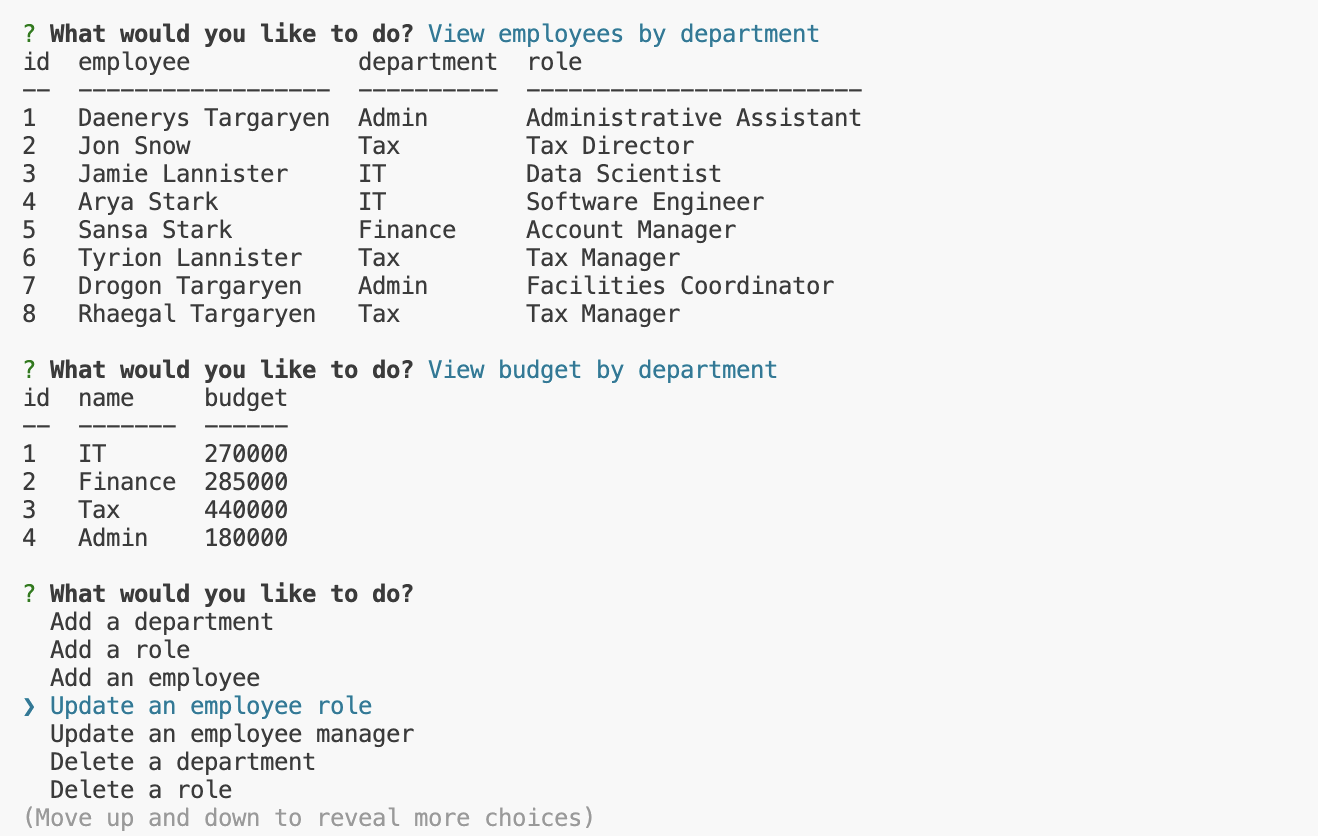 ? What would you like to do? View employees by department
id  employee            department  role
--  ------------------  ----------  ------------------------
1   Daenerys Targaryen  Admin       Administrative Assistant
2   Jon Snow            Tax         Tax Director
3   Jamie Lannister     IT          Data Scientist
4   Arya Stark          IT          Software Engineer
5   Sansa Stark         Finance     Account Manager
6   Tyrion Lannister    Tax         Tax Manager
7   Drogon Targaryen    Admin       Facilities Coordinator
8   Rhaegal Targaryen   Tax         Tax Manager
? What would you like to do? View budget by department
id  name     budget
--  -------  ------
1   IT       270000
2   Finance  285000
3   Tax      440000
4   Admin    180000
? What would you like to do?
  Add a department
  Add a role
  Add an employee
❯ Update an employee role
  Update an employee manager
  Delete a department
  Delete a role
(Move up and down to reveal more choices)